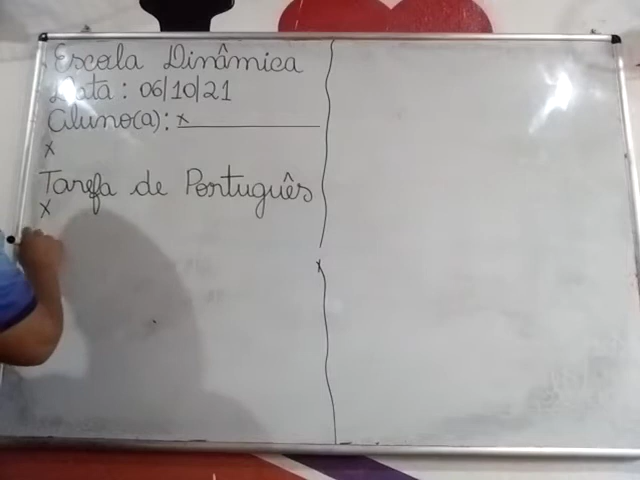 Escola Dinâmica
Data: 06/10/21
Aluno(a): x
x
Tarefa de Português
x
x